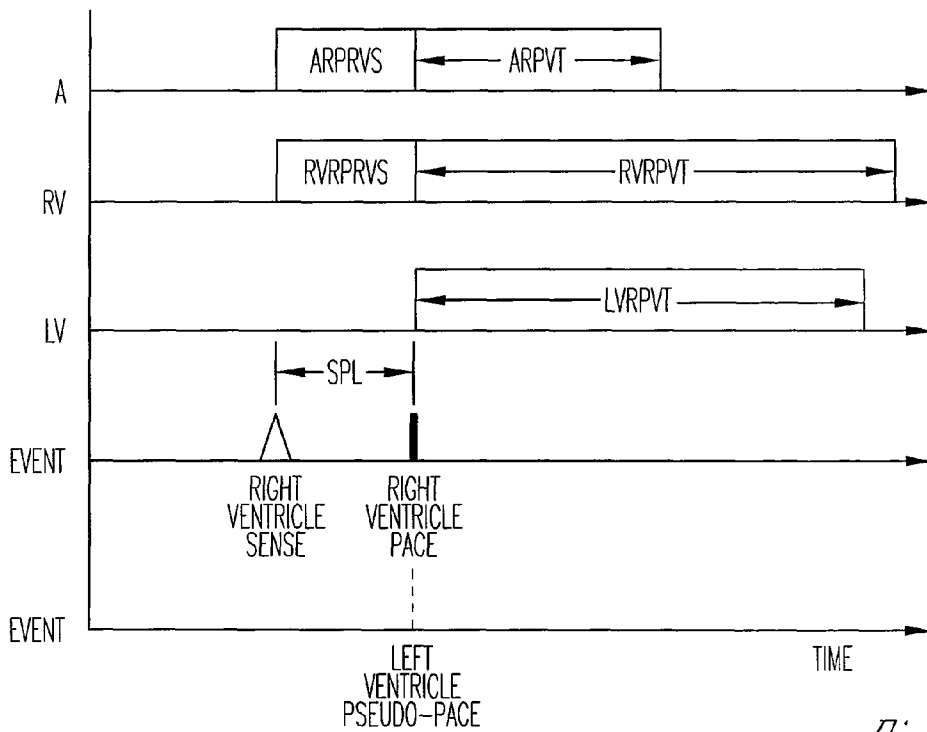 A
ARPRVS
ARPVT
RV
RVRPRVS
RVRPVT
LV
LVRPVT
SPL
EVENT
RIGHT
VENTRICLE
SENSE
RIGHT
VENTRICLE
PACE
EVENT
LEFT
VENTRICLE
PSEUDO-PACE
TIME